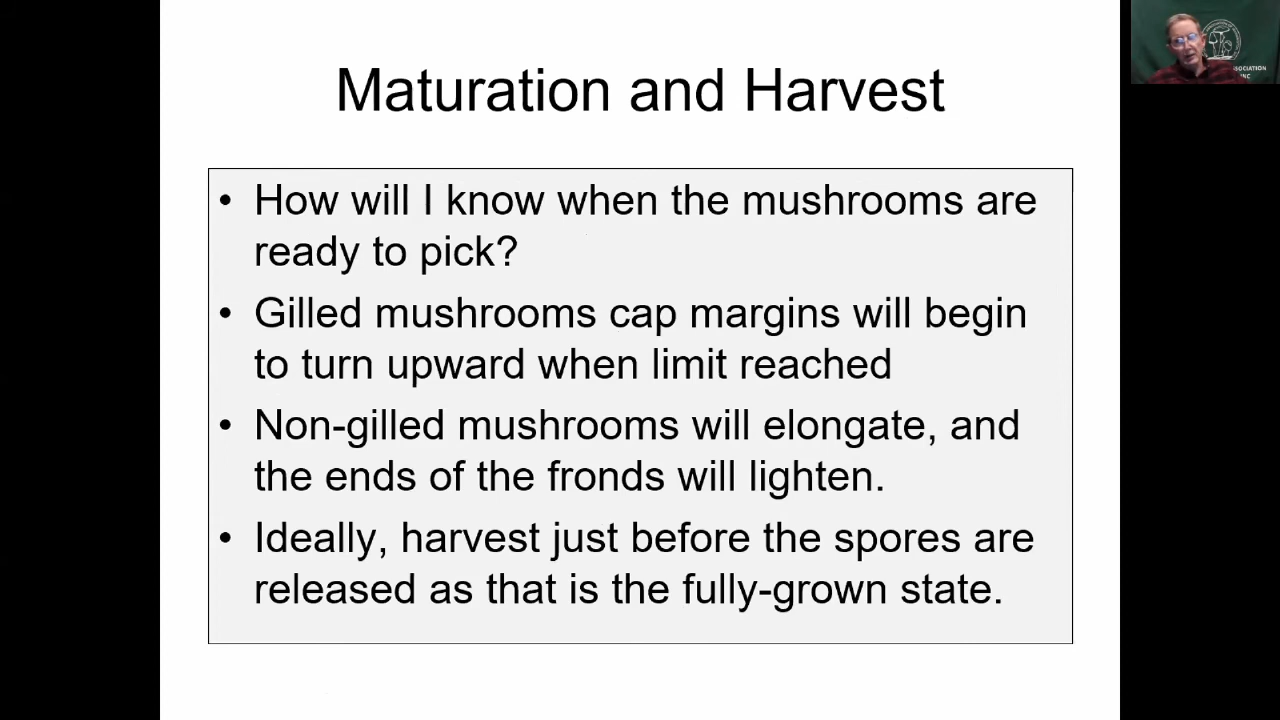 Maturation and Harvest
• How will I know when the mushrooms are
ready to pick?
• Gilled mushrooms cap margins will begin
to turn upward when limit reached
• Non-gilled mushrooms will elongate, and
the ends of the fronds will lighten.
• Ideally, harvest just before the spores are
released as that is the fully-grown state.
SOCIATION
INC